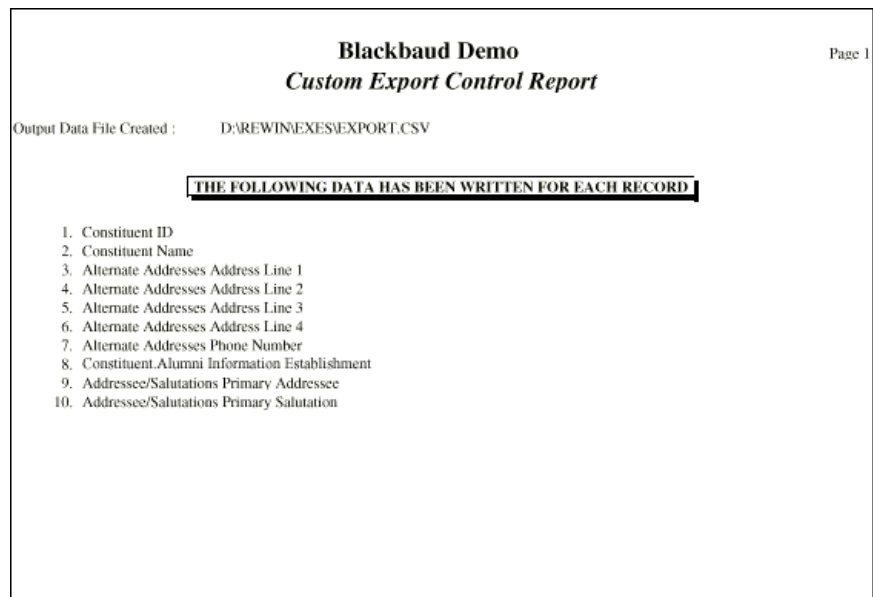 Blackbaud Demo
Page 1
Custom Export Control Report
Output Data File Created : D:\REWIN\EXES\EXPORT.CSV
THE FOLLOWING DATA HAS BEEN WRITTEN FOR EACH RECORD
1. Constituent ID
2. Constituent Name
3. Alternate Addresses Address Line 1
4. Alternate Addresses Address Line 2
5. Alternate Addresses Address Line 3
6. Alternate Addresses Address Line 4
7. Alternate Addresses Phone Number
8. Constituent.Alumni Information Establishment
9. Addressee/Salutations Primary Addressee
10. Addressee/Salutations Primary Salutation